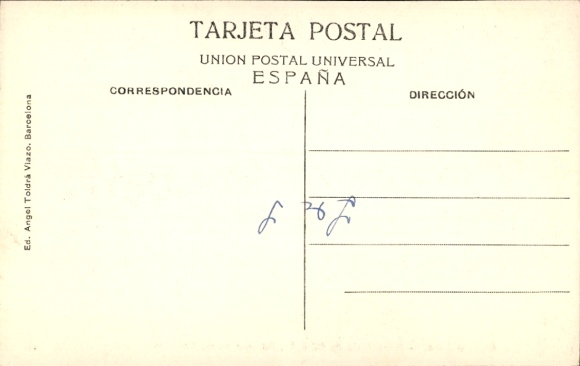 TARJETA POSTAL
UNION POSTAL UNIVERSAL
ESPAÑA
CORRESPONDENCIA
DIRECCIÓN
Ed. Angel Toldrá Viazo. Barcelona